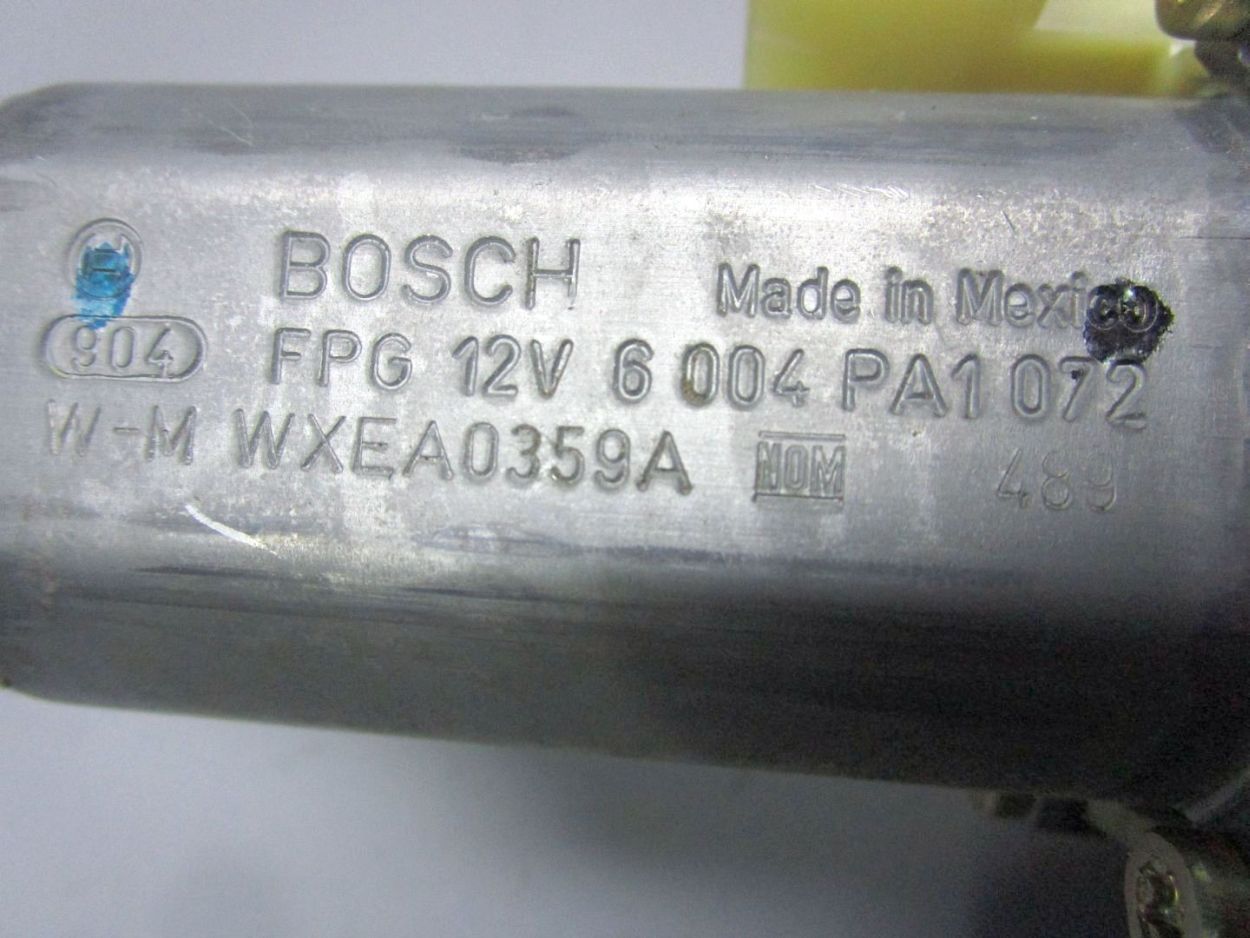 BOSCH Made in Mexico
904 FPG 12V 6 004 PA1 072
W-M WXEA0359A NOM 489